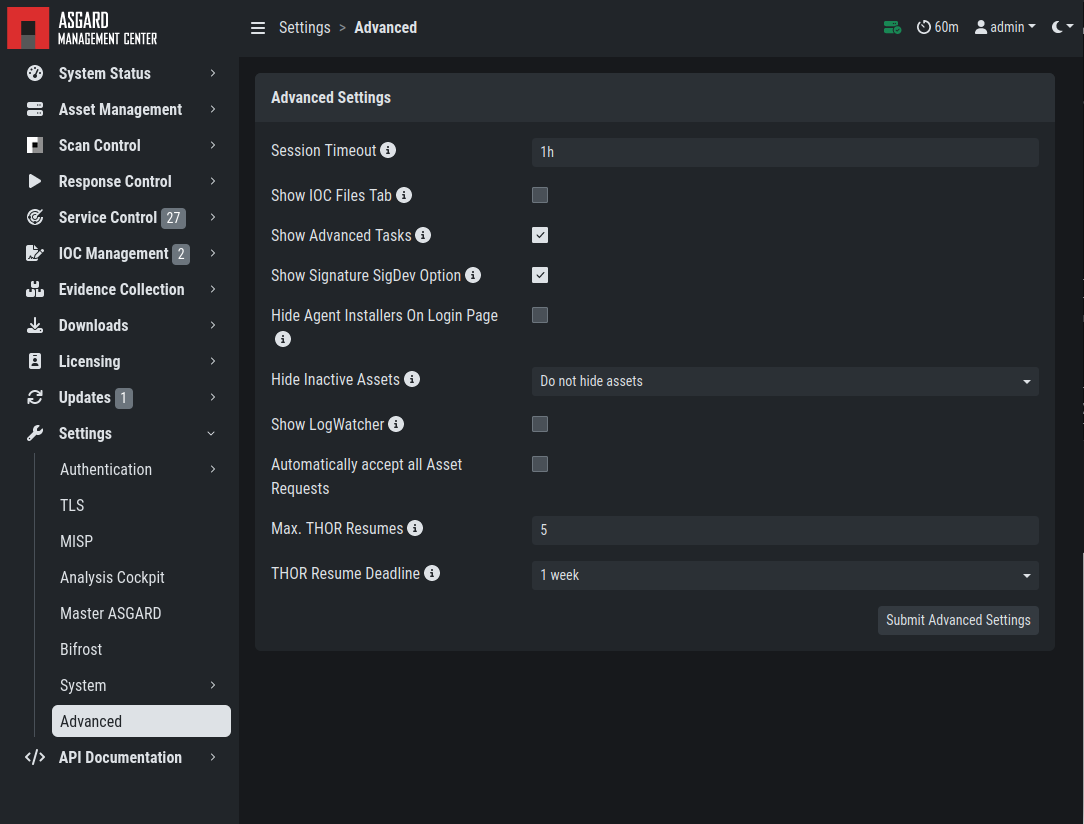 ASGARD
MANAGEMENT CENTER
Settings > Advanced
60m
admin
System Status
Asset Management
Scan Control
Response Control
Service Control 27
IOC Management 2
Evidence Collection
Downloads
Licensing
Updates 1
Settings
Authentication
TLS
MISP
Analysis Cockpit
Master ASGARD
Bifrost
System
Advanced
API Documentation
Advanced Settings
Session Timeout
1h
Show IOC Files Tab
Show Advanced Tasks
Show Signature SigDev Option
Hide Agent Installers On Login Page
Hide Inactive Assets
Do not hide assets
Show LogWatcher
Automatically accept all Asset
Requests
Max. THOR Resumes
5
THOR Resume Deadline
1 week
Submit Advanced Settings